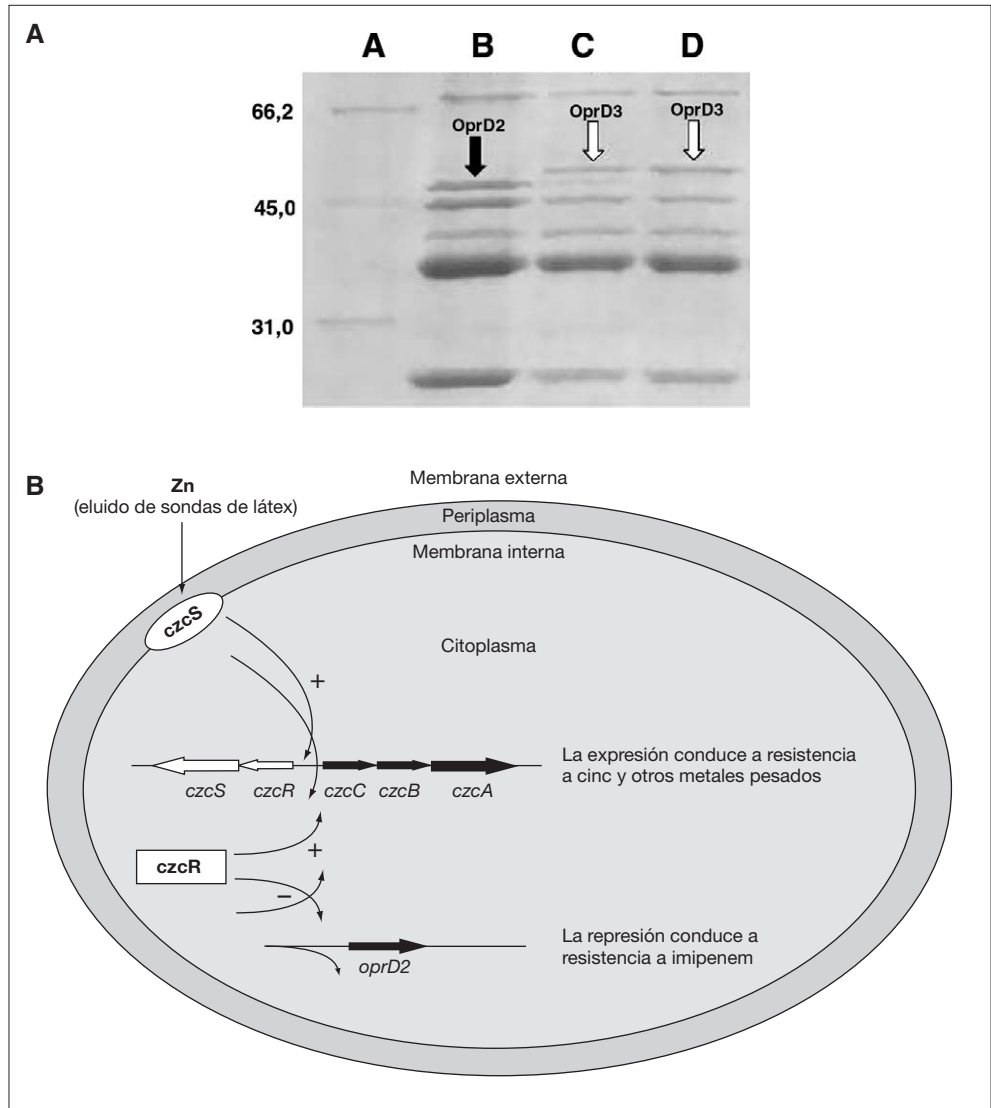 A
A B C D
66,2
OprD2
OprD3
OprD3
45,0
31,0
B
Zn
(eluido de sondas de látex)
Membrana externa
Periplasma
Membrana interna
czcS
Citoplasma
+
czcS czcR czcC czcB czcA
La expresión conduce a resistencia
a cinc y otros metales pesados
czcR
+
–
oprD2
La represión conduce a
resistencia a imipenem